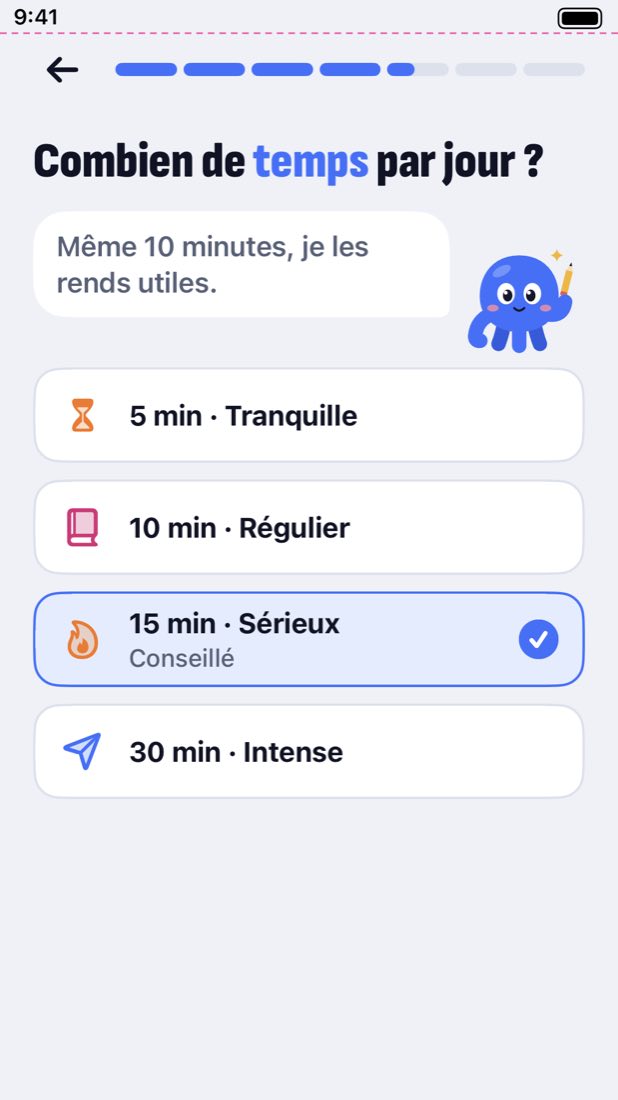 9:41
Combien de temps par jour ?
Même 10 minutes, je les
rends utiles.
5 min · Tranquille
10 min · Régulier
15 min · Sérieux
Conseillé
30 min · Intense